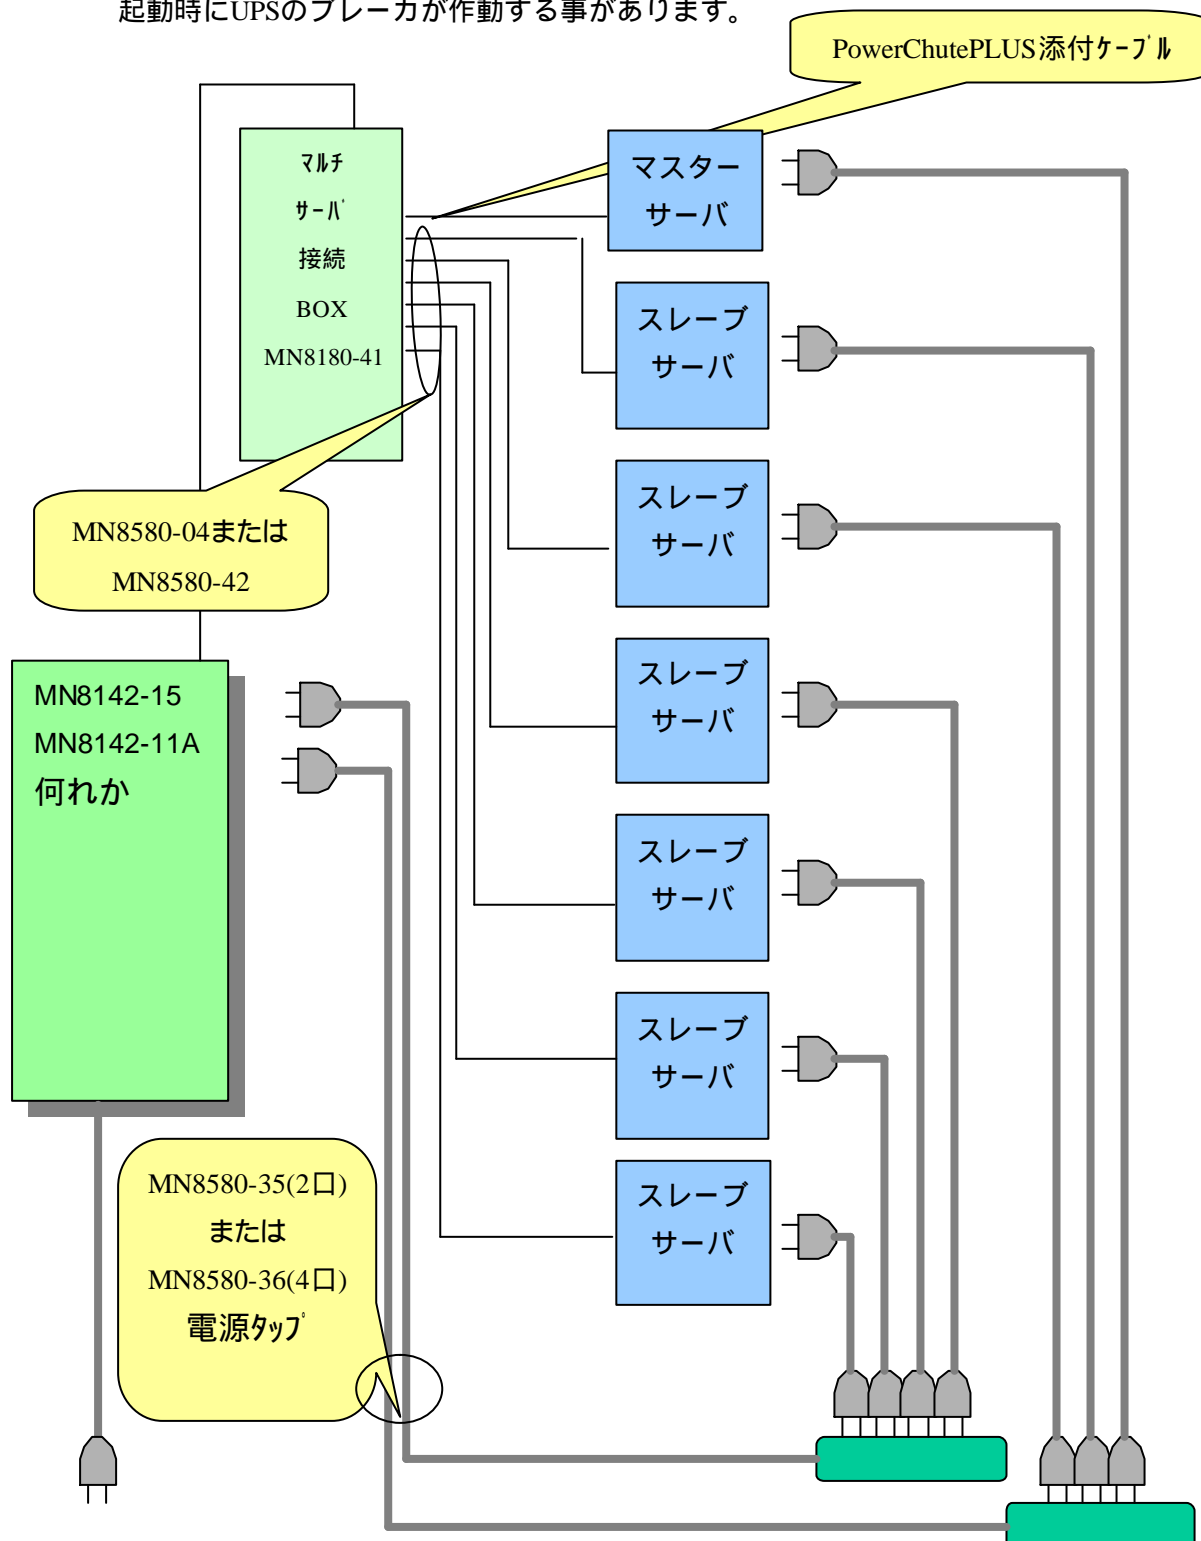 起動時にUPSのブレーカが作動する事があります。
PowerChutePLUS添付ｹｰﾌﾞﾙ
ﾏﾙﾁ
ｻｰﾊﾞ
接続
BOX
MN8180-41
マスター
サーバ
スレーブ
サーバ
スレーブ
サーバ
MN8580-04または
MN8580-42
スレーブ
サーバ
MN8142-15
MN8142-11A
何れか
スレーブ
サーバ
スレーブ
サーバ
スレーブ
サーバ
MN8580-35(2口)
または
MN8580-36(4口)
電源ﾀｯﾌﾟ